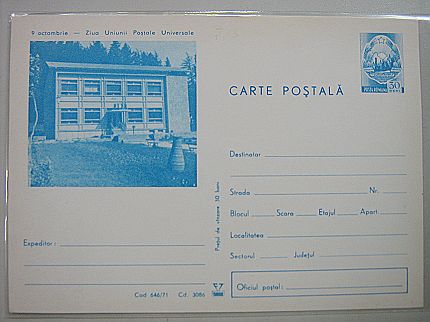 9 octombrie — Ziua Uniunii Poștale Universale
POSTA ROMANA
50
CARTE POȘTALĂ
Destinatar
Strada Nr.
Blocul Scara Etajul Apart.
Localitatea
Sectorul Județul
Oficiul poștal:
Expeditor:
Prețul de vînzare 30 bani
Cod 646/71 Cd. 3086